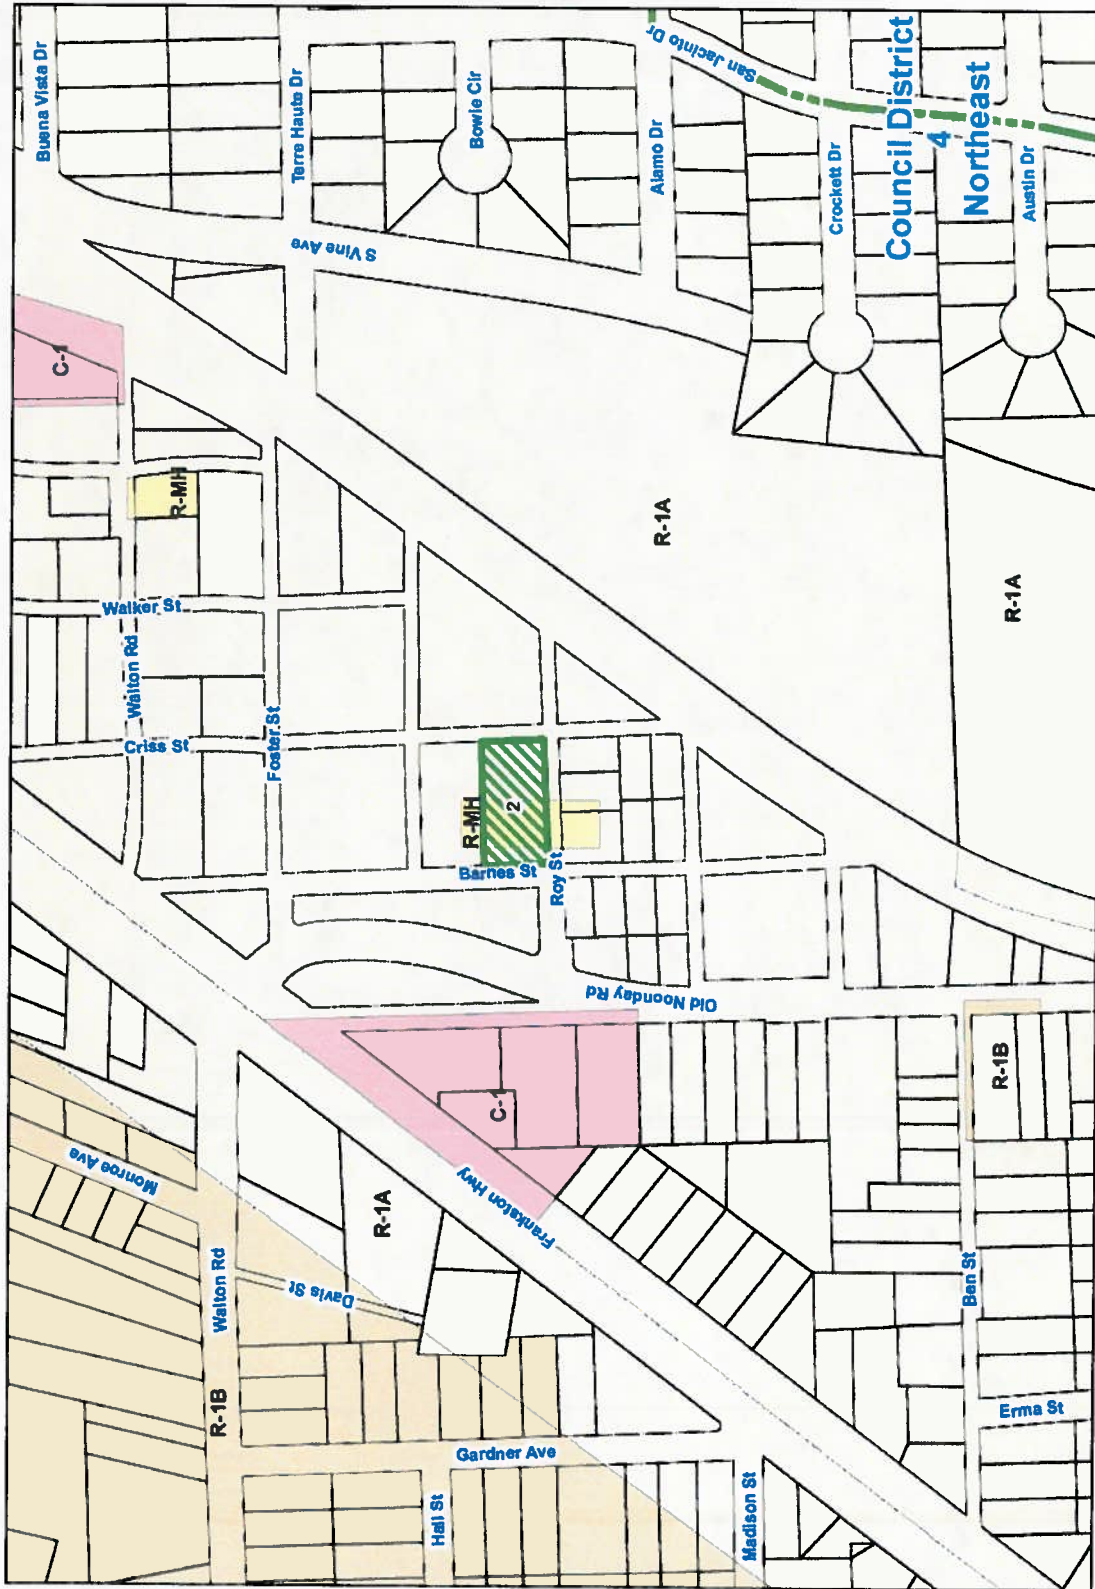 Buena Vista Dr
Terre Haute Dr
Bowie Cir
Alamo Dr
San Jacinto Dr
Crockett Dr
Council District
4
Northeast
Austin Dr
S Vine Ave
C-1
R-MH
Walker St
Walton Rd
Criss St
Foster St
R-1A
R-1A
R-MH
2
Barnes St
Roy St
Old Noonday Rd
C-1
R-1B
Monroe Ave
Frankston Hwy
R-1A
Walton Rd
Davis St
R-1B
Ben St
Erma St
Gardner Ave
Hall St
Madison St